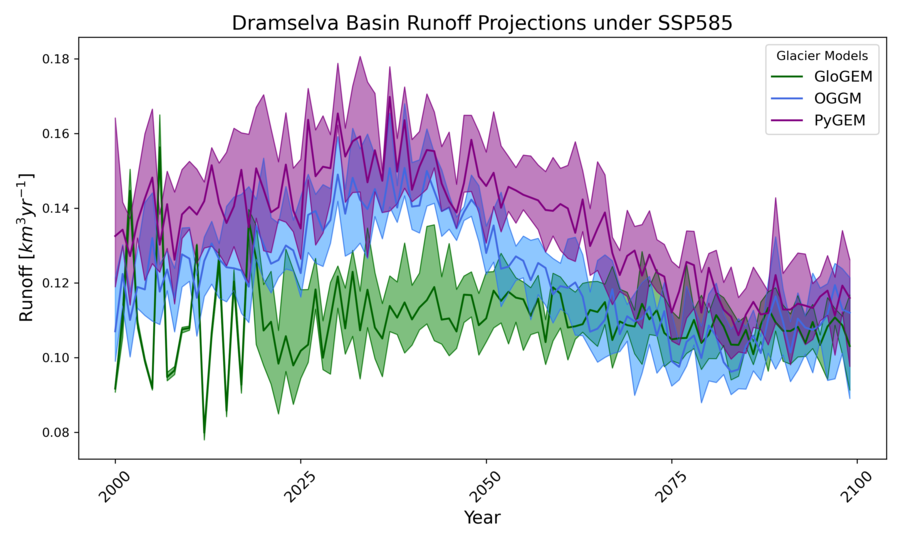 Dramselva Basin Runoff Projections under SSP585
Glacier Models
GloGEM
OGGM
PyGEM
Runoff [km³yr⁻¹]
0.18
0.16
0.14
0.12
0.10
0.08
2000
2025
2050
2075
2100
Year